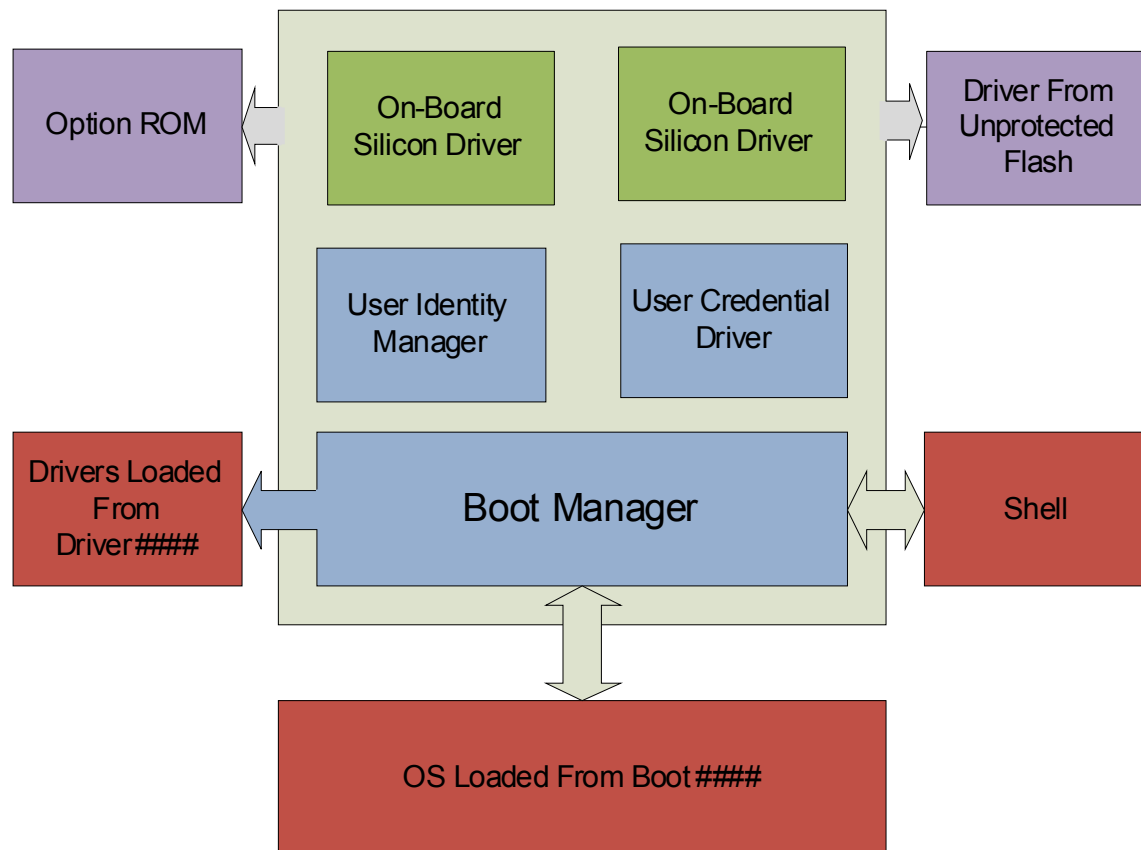 Option ROM
On-Board
Silicon Driver
On-Board
Silicon Driver
Driver From
Unprotected
Flash
User Identity
Manager
User Credential
Driver
Drivers Loaded
From
Driver####
Boot Manager
Shell
OS Loaded From Boot ####